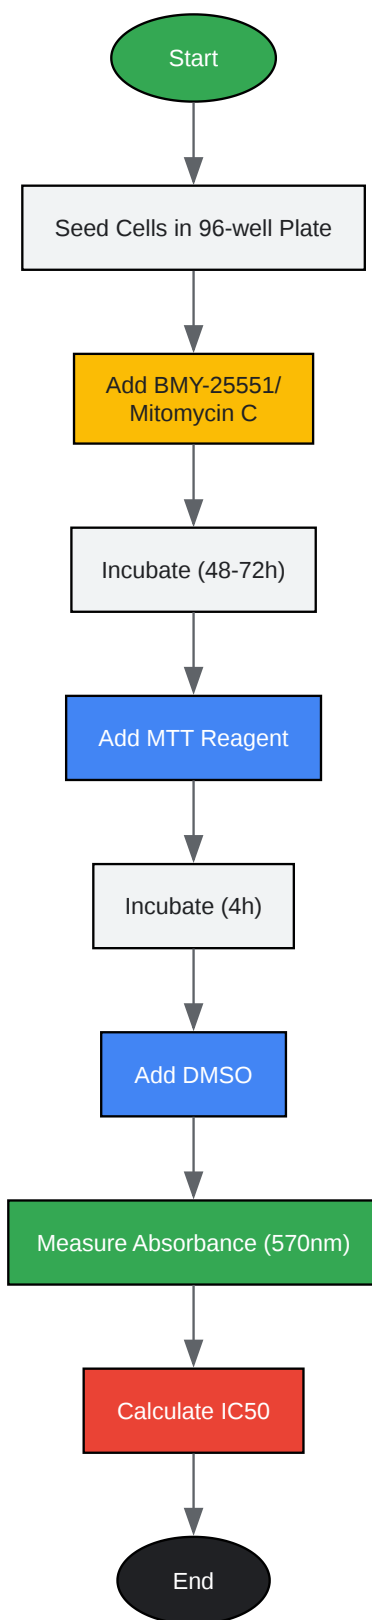 Start
Seed Cells in 96-well Plate
Add BMY-25551/
Mitomycin C
Incubate (48-72h)
Add MTT Reagent
Incubate (4h)
Add DMSO
Measure Absorbance (570nm)
Calculate IC50
End